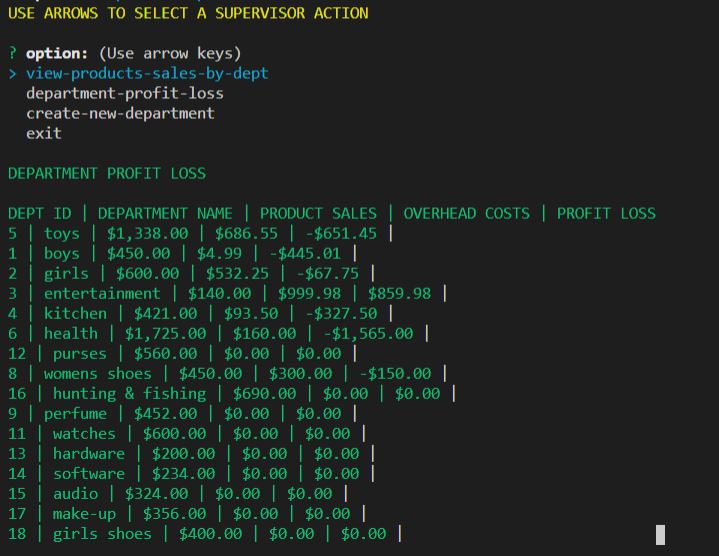 USE ARROWS TO SELECT A SUPERVISOR ACTION
? option: (Use arrow keys)
> view-products-sales-by-dept
department-profit-loss
create-new-department
exit
DEPARTMENT PROFIT LOSS
DEPT ID | DEPARTMENT NAME | PRODUCT SALES | OVERHEAD COSTS | PROFIT LOSS
5 | toys | $1,338.00 | $686.55 | -$651.45 |
1 | boys | $450.00 | $4.99 | -$445.01 |
2 | girls | $600.00 | $532.25 | -$67.75 |
3 | entertainment | $140.00 | $999.98 | $859.98 |
4 | kitchen | $421.00 | $93.50 | -$327.50 |
6 | health | $1,725.00 | $160.00 | -$1,565.00 |
12 | purses | $560.00 | $0.00 | $0.00 |
8 | womens shoes | $450.00 | $300.00 | -$150.00 |
16 | hunting & fishing | $690.00 | $0.00 | $0.00 |
9 | perfume | $452.00 | $0.00 | $0.00 |
11 | watches | $600.00 | $0.00 | $0.00 |
13 | hardware | $200.00 | $0.00 | $0.00 |
14 | software | $234.00 | $0.00 | $0.00 |
15 | audio | $324.00 | $0.00 | $0.00 |
17 | make-up | $356.00 | $0.00 | $0.00 |
18 | girls shoes | $400.00 | $0.00 | $0.00 |